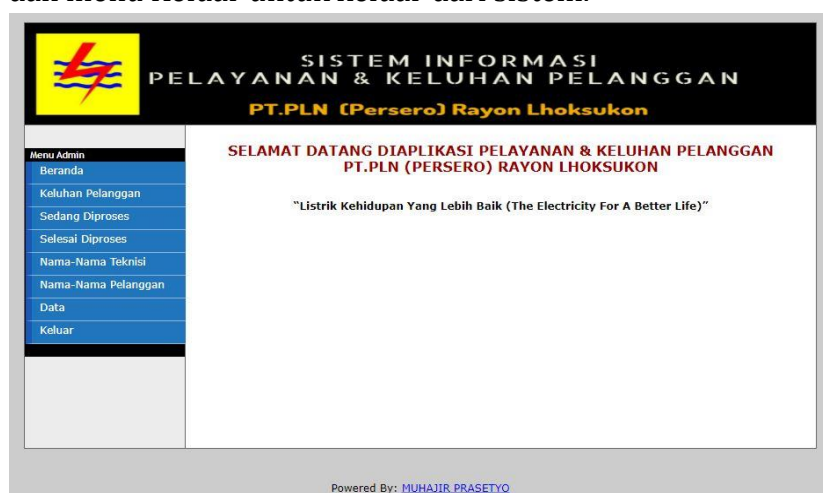 dan menu Keluar untuk keluar dari sistem.
SISTEM INFORMASI
PELAYANAN & KELUHAN PELANGGAN
PT.PLN (Persero) Rayon Lhoksukon
Menu Admin
Beranda
Keluhan Pelanggan
Sedang Diproses
Selesai Diproses
Nama-Nama Teknisi
Nama-Nama Pelanggan
Data
Keluar
SELAMAT DATANG DIAPLIKASI PELAYANAN & KELUHAN PELANGGAN
PT.PLN (PERSERO) RAYON LHOKSUKON
“Listrik Kehidupan Yang Lebih Baik (The Electricity For A Better Life)”
Powered By: MUHAJIR PRASETYO